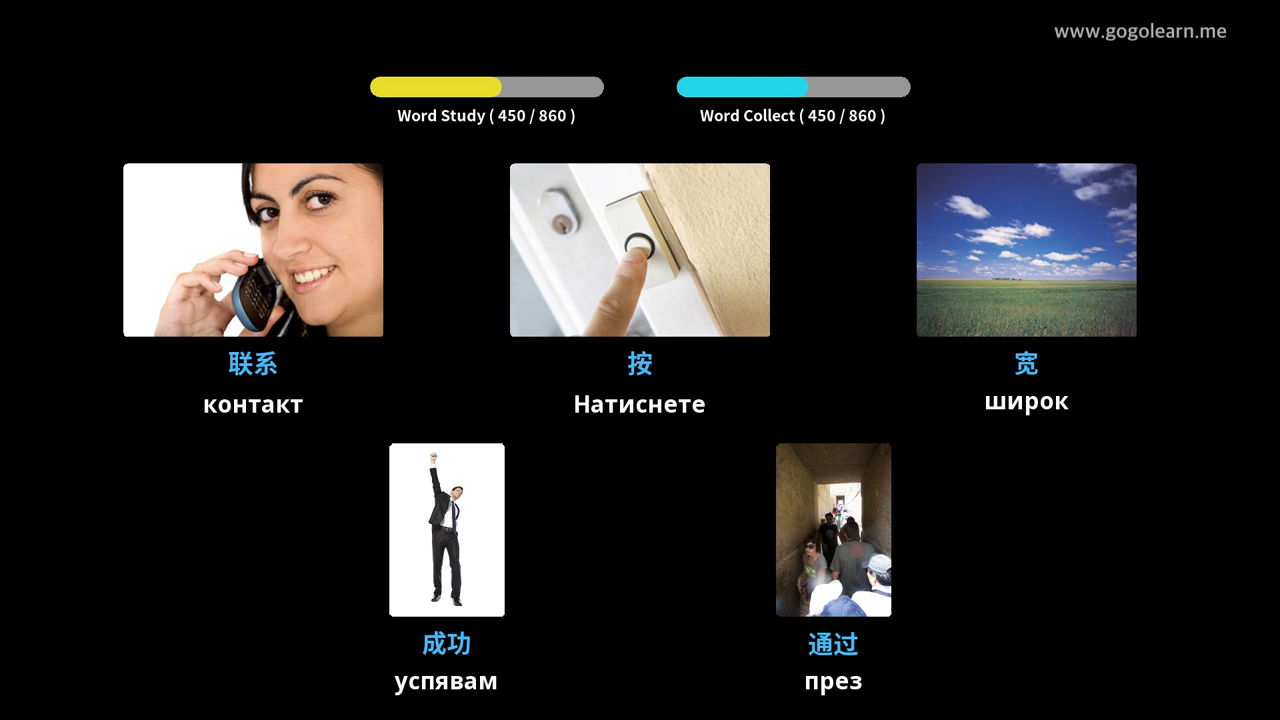 www.gogolearn.me
Word Study ( 450 / 860 )
Word Collect ( 450 / 860 )
联系
контакт
按
Натиснете
宽
широк
成功
успявам
通过
през